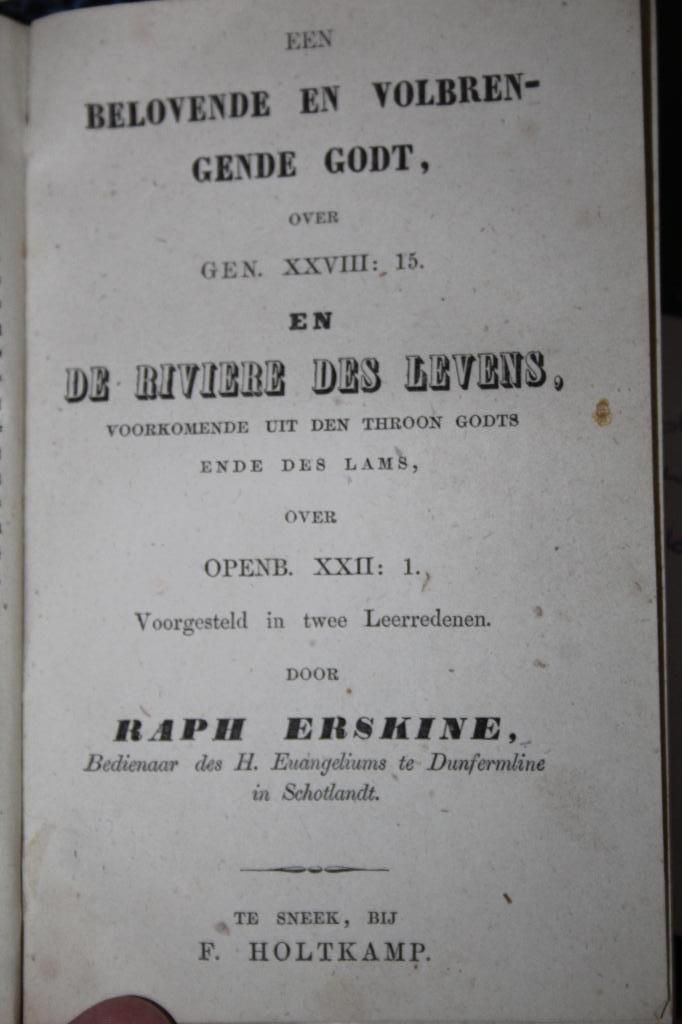 EEN
BELOVENDE EN VOLBREN-
GENDE GODT,
OVER
GEN. XXVIII: 15.
EN
DE RIVIERE DES LEVENS,
VOORKOMENDE UIT DEN THROON GODTS
ENDE DES LAMS,
OVER
OPENB. XXII: 1.
Voorgesteld in twee Leerredenen.
DOOR
RAPH ERSKINE,
Bedienaar des H. Euangeliums te Dunfermline
in Schotlandt.
TE SNEEK, BIJ
F. HOLTKAMP.